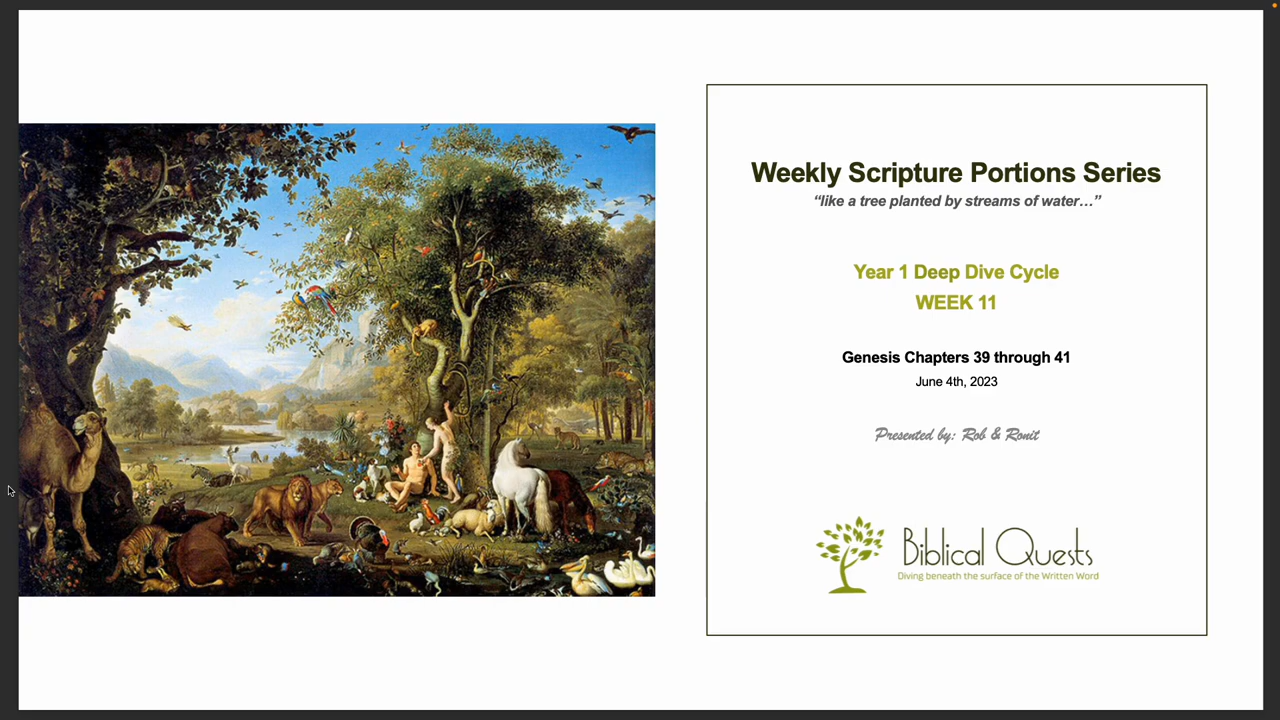 Weekly Scripture Portions Series
“like a tree planted by streams of water…”
Year 1 Deep Dive Cycle
WEEK 11
Genesis Chapters 39 through 41
June 4th, 2023
Presented by: Rob & Ronit
Biblical Quests
Diving beneath the surface of the Written Word